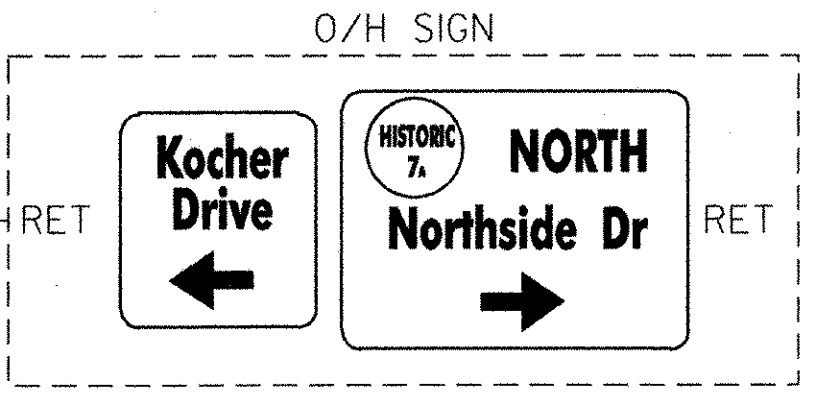 O/H SIGN
RET
Kocher
Drive
HISTORIC
7A
NORTH
Northside Dr
RET